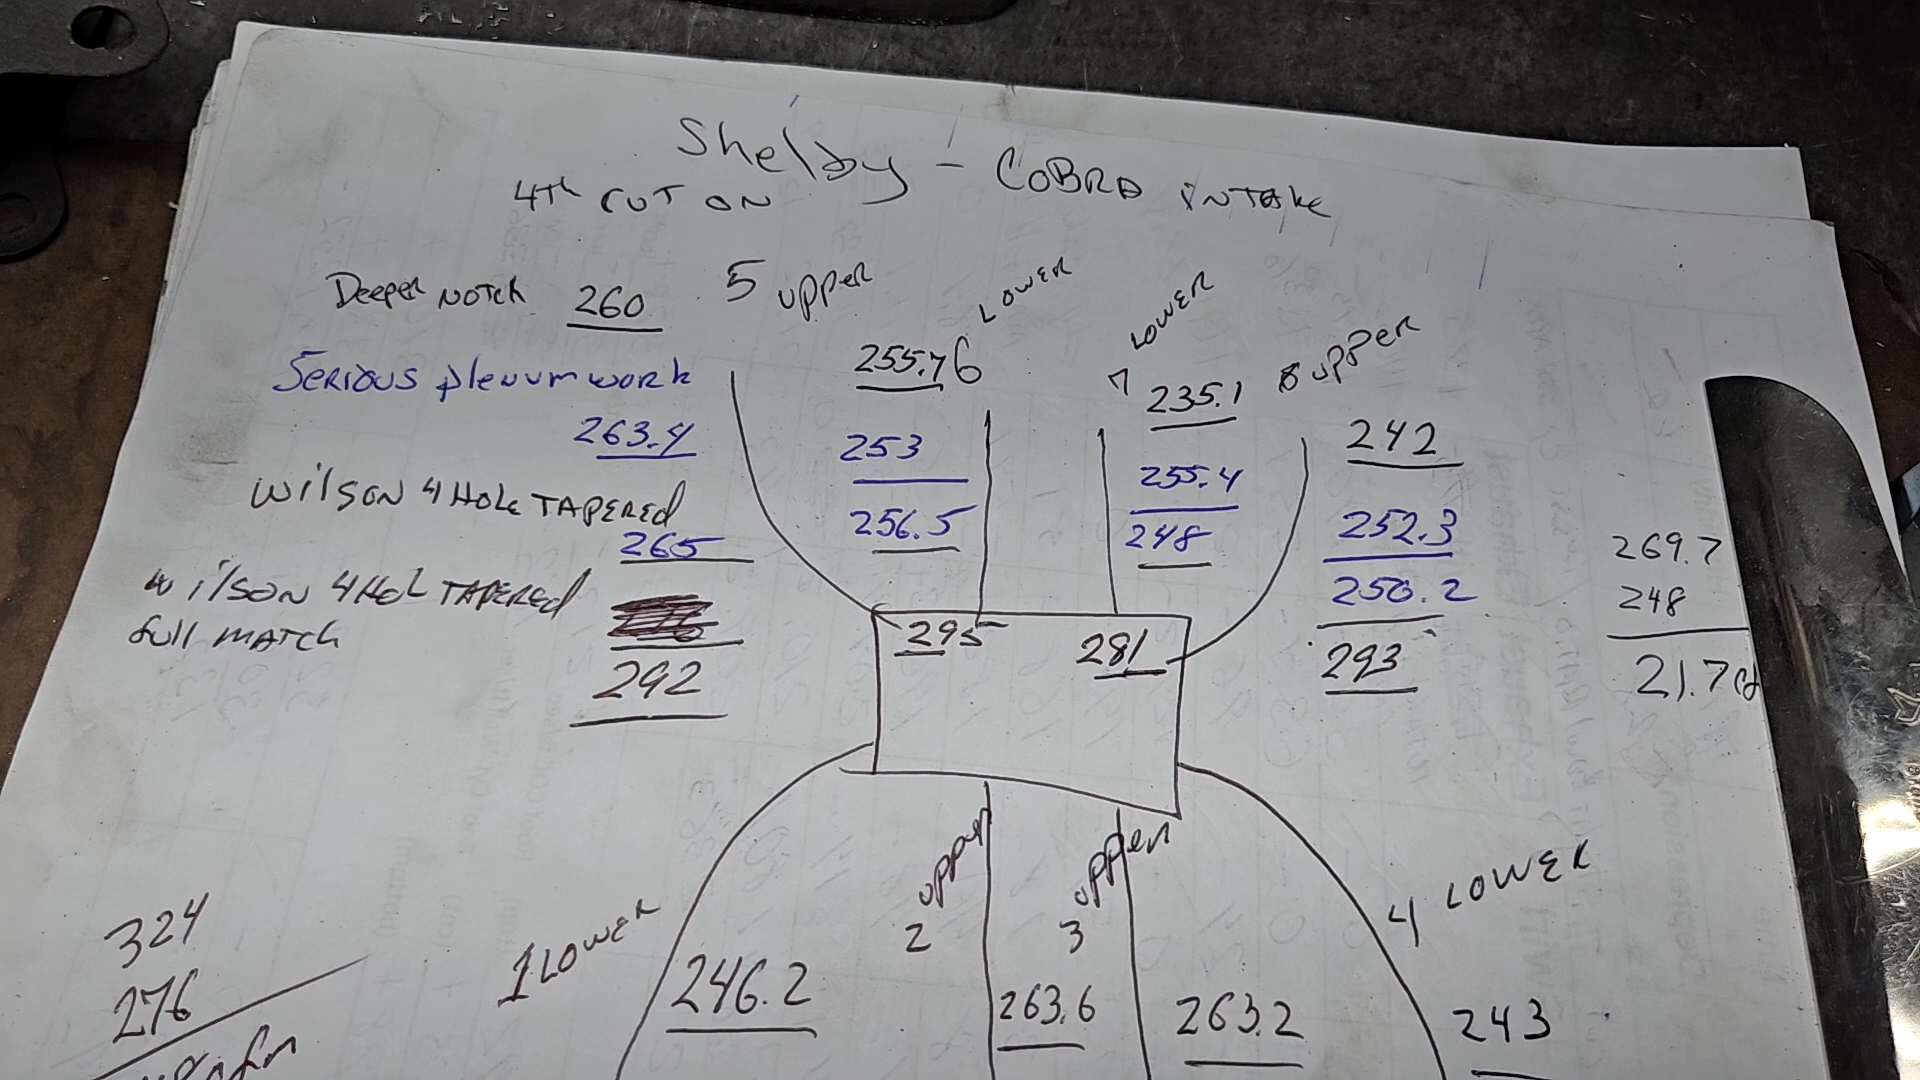 Shelby - COBRA INTAKE
4Th CUT ON
Deeper NOTCH 260
5 upper
LOWER
LOWER
8 upper
255.7 6
7 235.1
242
Serious plenum work
263.4
253
255.4
252.3
Wilson 4 Hole TAPERED
265
256.5
248
250.2
269.7
248
21.7
Wilson 4 Hol TAPERED
full MATCH
292
295
281
293
2 upper
3 upper
1 LOWER
4 LOWER
246.2
263.6
263.2
243
324
276